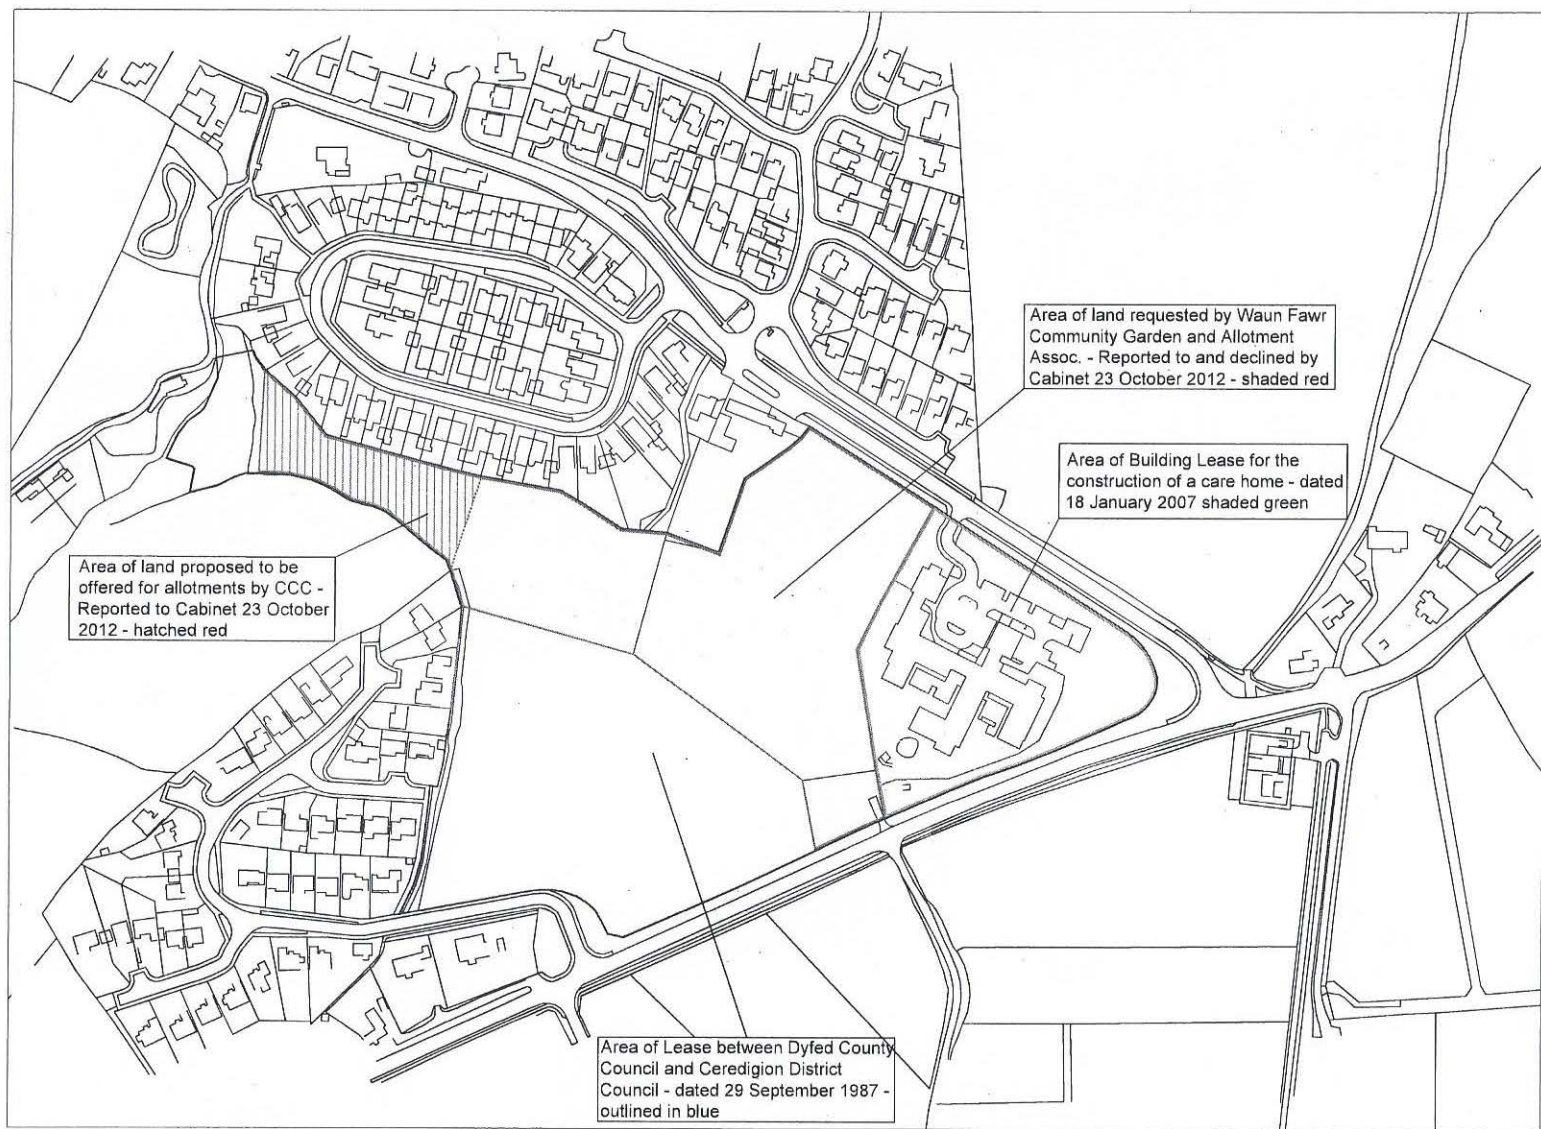 Area of land requested by Waun Fawr
Community Garden and Allotment
Assoc. - Reported to and declined by
Cabinet 23 October 2012 - shaded red
Area of Building Lease for the
construction of a care home - dated
18 January 2007 shaded green
Area of land proposed to be
offered for allotments by CCC -
Reported to Cabinet 23 October
2012 - hatched red
Area of Lease between Dyfed County
Council and Ceredigion District
Council - dated 29 September 1987 -
outlined in blue